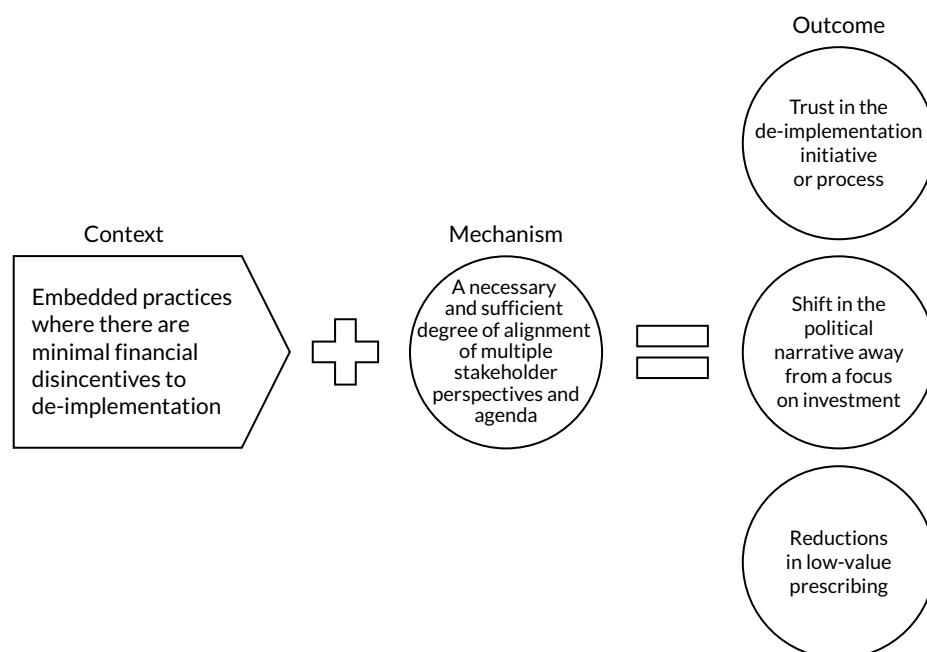 Context
Embedded practices
where there are
minimal financial
disincentives to
de-implementation
Mechanism
A necessary
and sufficient
degree of alignment
of multiple
stakeholder
perspectives and
agenda
Outcome
Trust in the
de-implementation
initiative
or process
Shift in the
political
narrative away
from a focus
on investment
Reductions
in low-value
prescribing